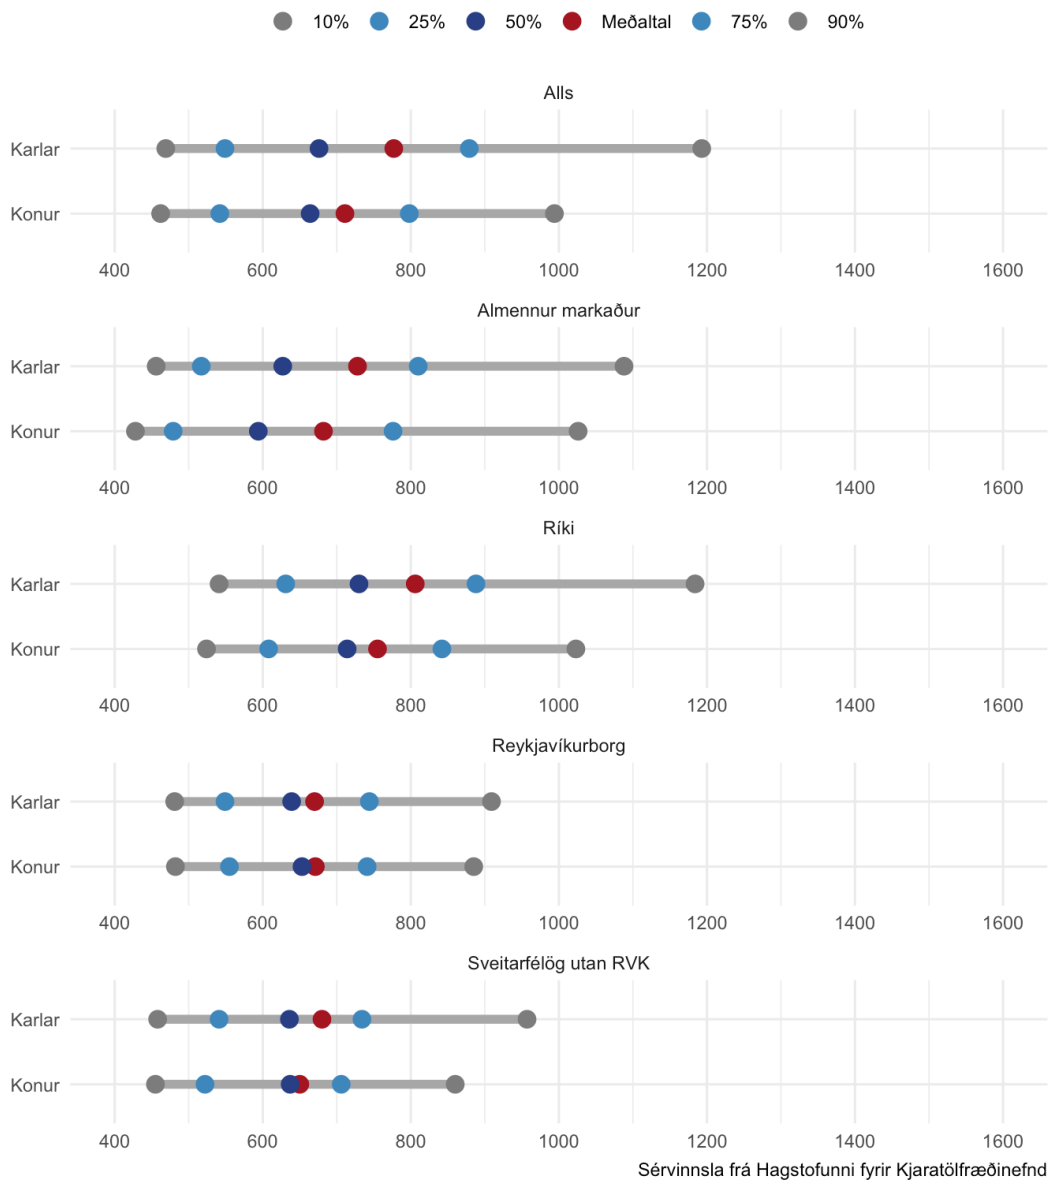 10% 25% 50% Meðaltal 75% 90%
Alls
Karlar
Konur
400 600 800 1000 1200 1400 1600
Almennur markaður
Karlar
Konur
400 600 800 1000 1200 1400 1600
Ríki
Karlar
Konur
400 600 800 1000 1200 1400 1600
Reykjavíkurborg
Karlar
Konur
400 600 800 1000 1200 1400 1600
Sveitarfélög utan RVK
Karlar
Konur
400 600 800 1000 1200 1400 1600
Sérvinnsla frá Hagstofunni fyrir Kjaratölfræðinefnd